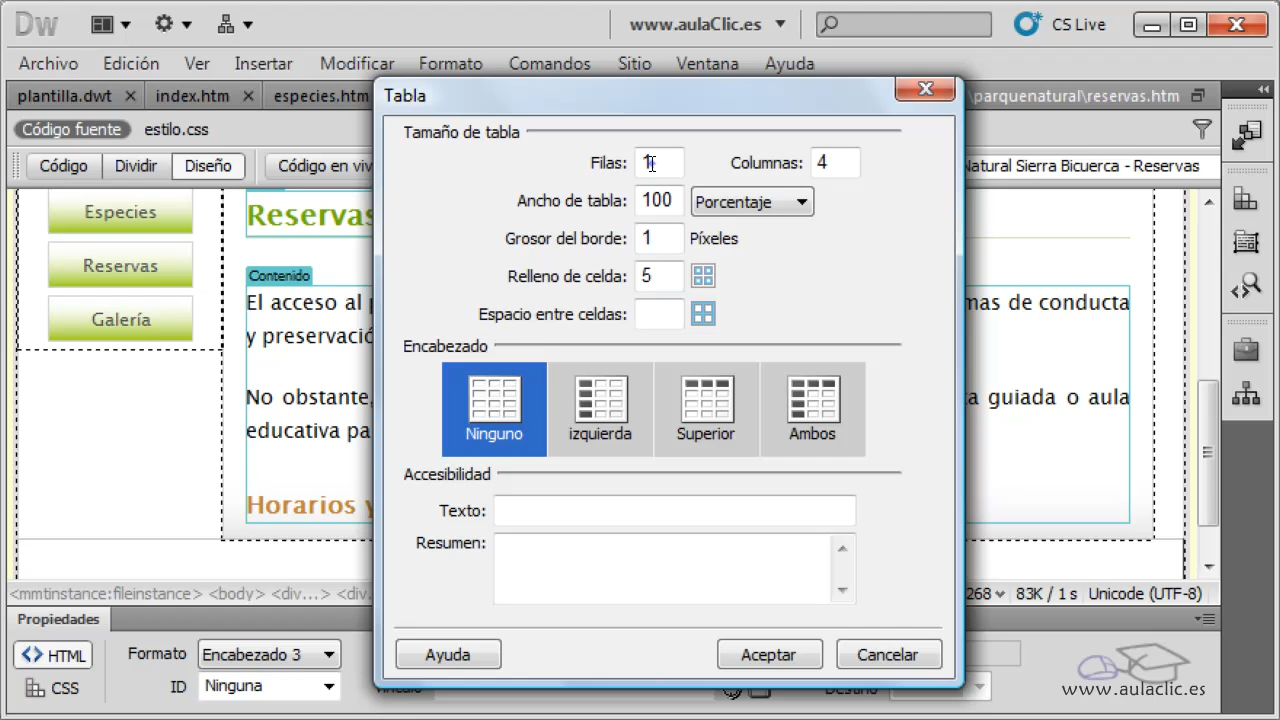 Dw
www.aulaClic.es
CS Live
Archivo Edición Ver Insertar Modificar Formato Comandos Sitio Ventana Ayuda
plantilla.dwt index.htm especies.htm \parquenatural\reservas.htm
Código fuente estilo.css
Código Dividir Diseño Código en viv Natural Sierra Bicuerca - Reservas
Especies
Reservas
Galería
Reservas
Contenido
El acceso al mas de conducta
y preservació
No obstante, ta guiada o aula
educativa pa
Horarios y
Tabla
Tamaño de tabla
Filas: 1 Columnas: 4
Ancho de tabla: 100 Porcentaje
Grosor del borde: 1 Píxeles
Relleno de celda: 5
Espacio entre celdas:
Encabezado
Ninguno izquierda Superior Ambos
Accesibilidad
Texto:
Resumen:
Ayuda Aceptar Cancelar
<mmtinstance:fileinstance> <body> <div...> <div. 268 83K / 1 s Unicode (UTF-8)
Propiedades
<> HTML Formato Encabezado 3
CSS ID Ninguna
www.aulaclic.es